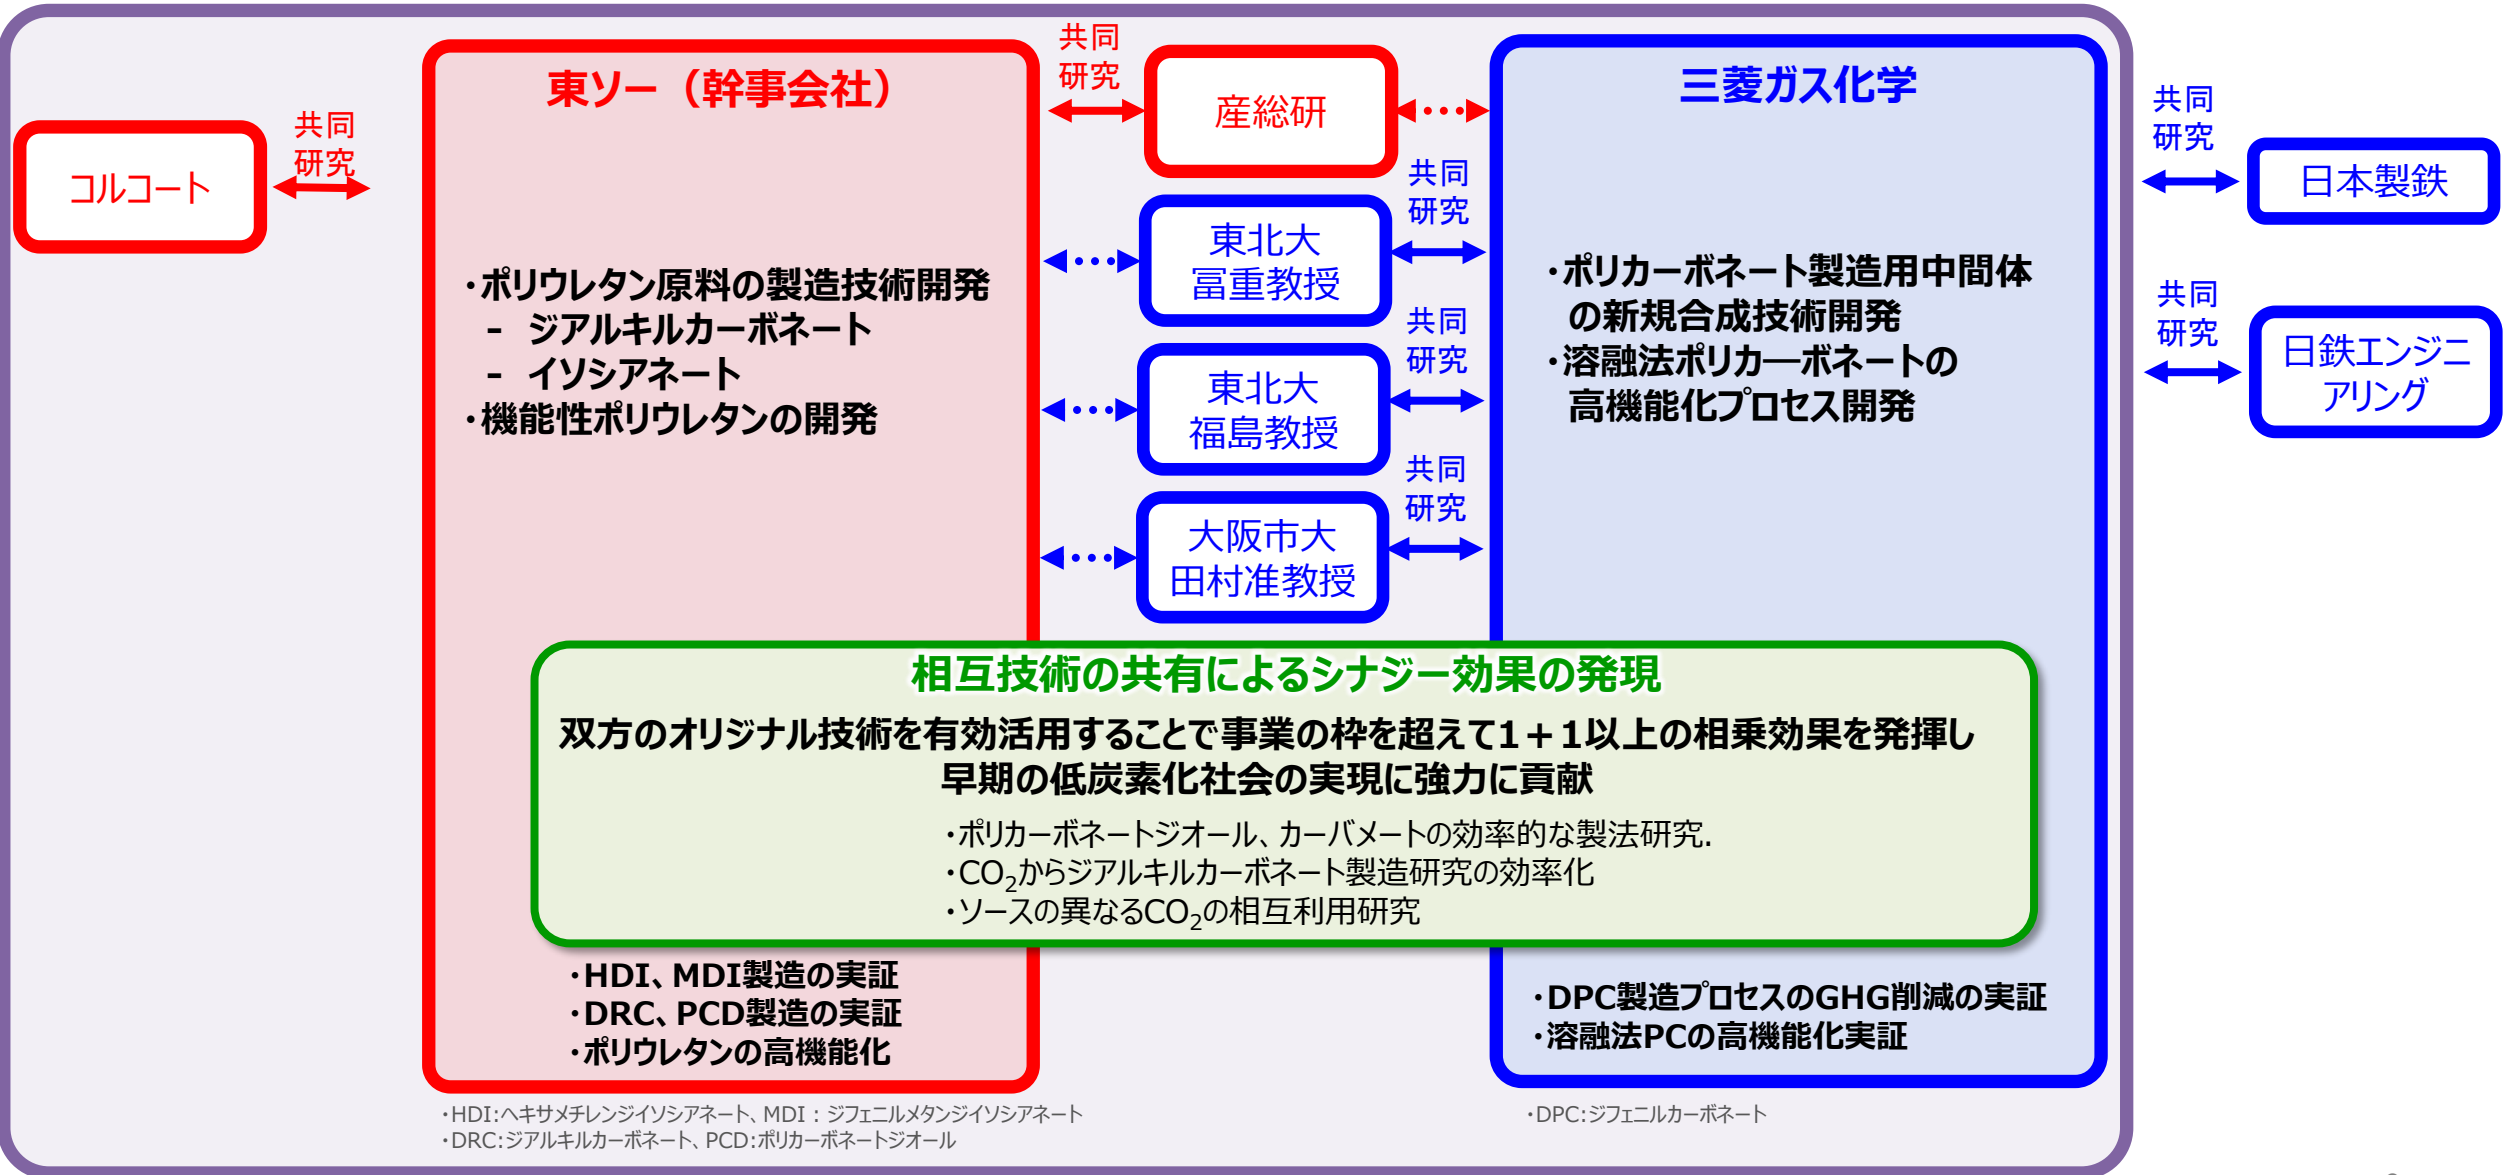 コルコート
共同
研究
東ソー（幹事会社）
・ポリウレタン原料の製造技術開発
- ジアルキルカーボネート
- イソシアネート
・機能性ポリウレタンの開発
共同
研究
産総研
東北大
冨重教授
共同
研究
東北大
福島教授
共同
研究
大阪市大
田村准教授
共同
研究
三菱ガス化学
・ポリカーボネート製造用中間体
の新規合成技術開発
・溶融法ポリカ―ボネートの
高機能化プロセス開発
共同
研究
日本製鉄
共同
研究
日鉄エンジニ
アリング
相互技術の共有によるシナジー効果の発現
双方のオリジナル技術を有効活用することで事業の枠を超えて1＋1以上の相乗効果を発揮し
早期の低炭素化社会の実現に強力に貢献
・ポリカーボネートジオール、カーバメートの効率的な製法研究.
・CO₂からジアルキルカーボネート製造研究の効率化
・ソースの異なるCO₂の相互利用研究
・HDI、MDI製造の実証
・DRC、PCD製造の実証
・ポリウレタンの高機能化
・DPC製造プロセスのGHG削減の実証
・溶融法PCの高機能化実証
・HDI:ヘキサメチレンジイソシアネート、MDI：ジフェニルメタンジイソシアネート
・DRC:ジアルキルカーボネート、PCD:ポリカーボネートジオール
・DPC:ジフェニルカーボネート